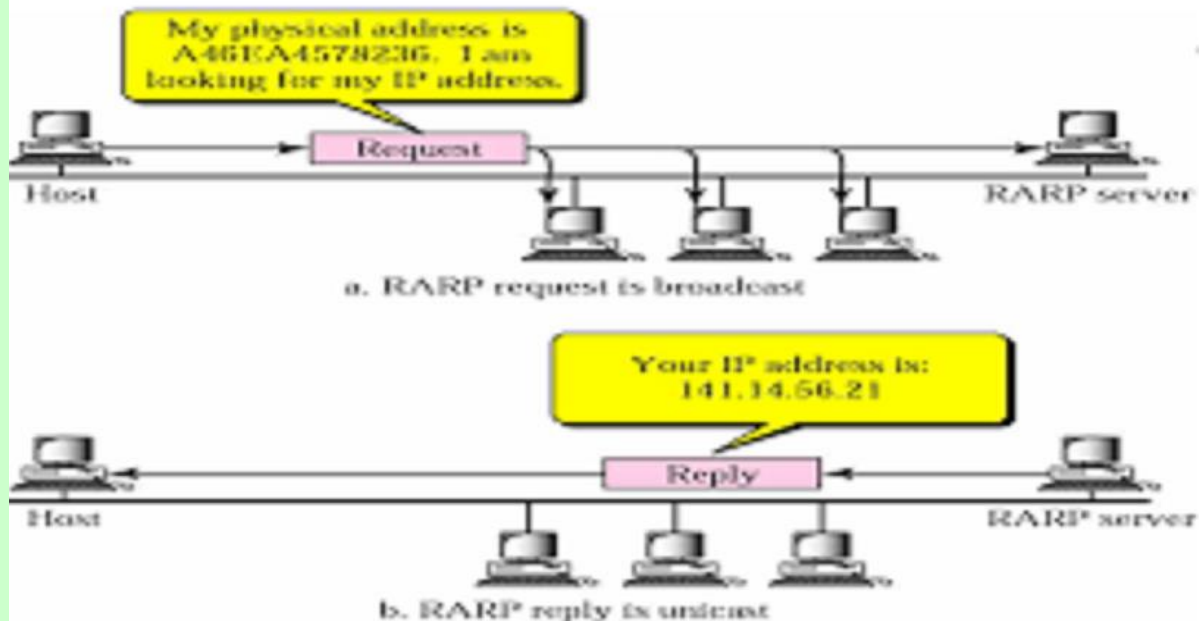 My physical address is
A46EA4578236. I am
looking for my IP address.
Request
Host
RARP server
a. RARP request is broadcast
Your IP address is:
141.14.56.21
Reply
Host
RARP server
b. RARP reply is unicast